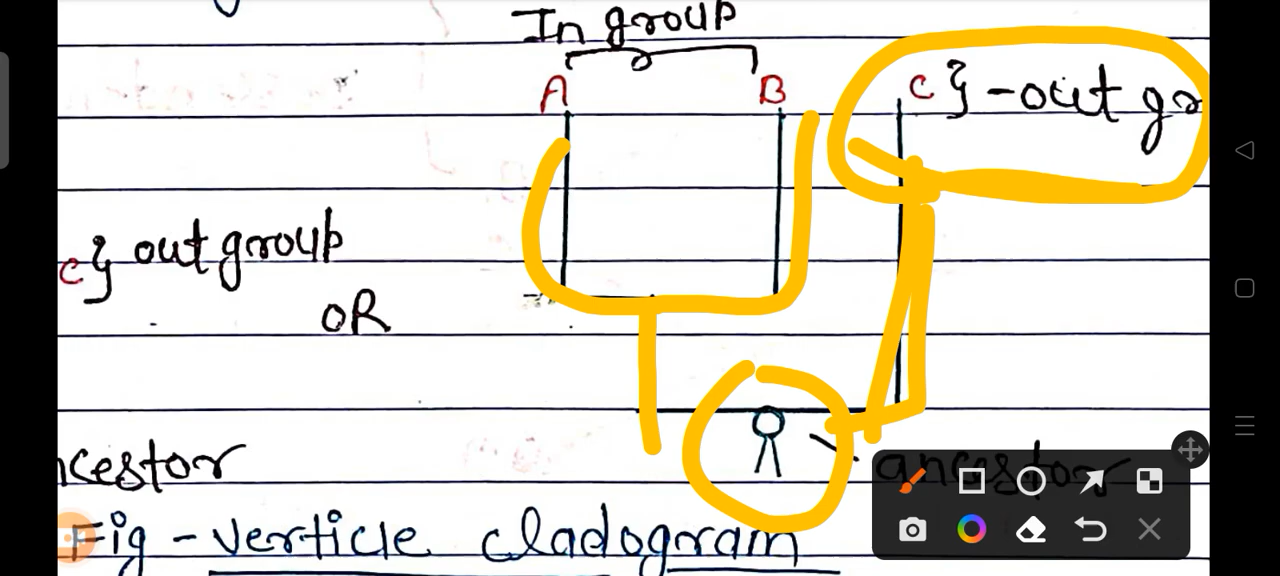 In group
A B C } - out gr
C } out group
OR
ncestor ancestor
Fig - verticle cladogram